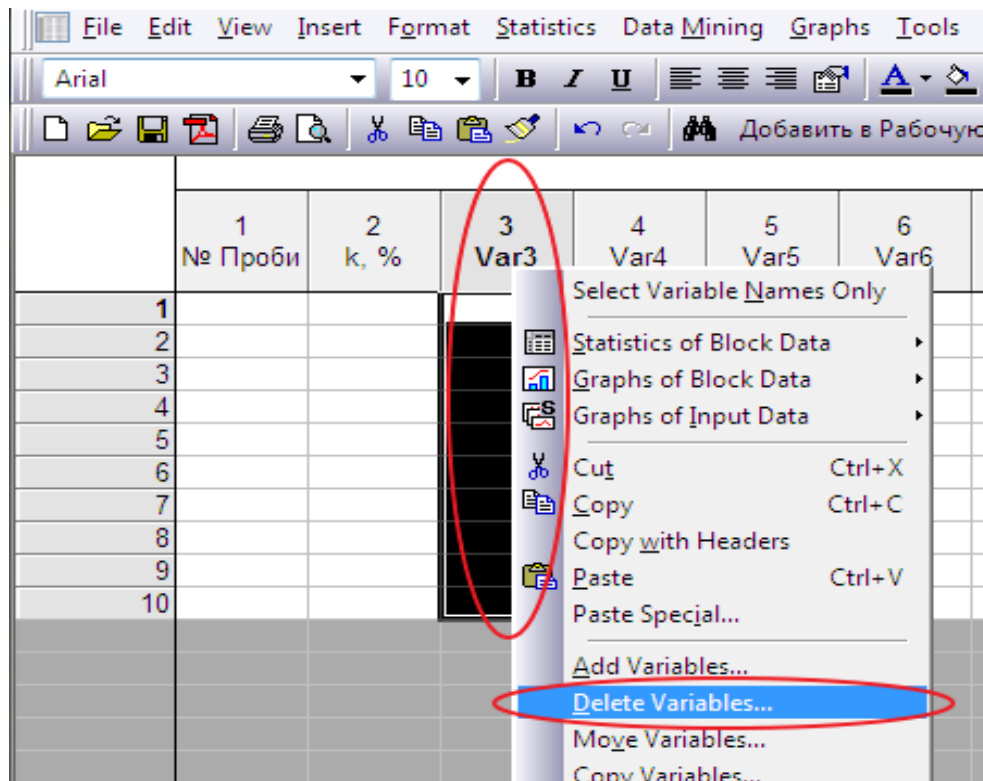 File Edit View Insert Format Statistics Data Mining Graphs Tools
Arial 10 B I U A
Добавить в Рабочую
1 2 3 4 5 6
№ Проби k, % Var3 Var4 Var5 Var6
1
Select Variable Names Only
2
Statistics of Block Data
3
Graphs of Block Data
4
Graphs of Input Data
5
6
Cut Ctrl+X
7
Copy Ctrl+C
8
Copy with Headers
9
Paste Ctrl+V
10
Paste Special...
Add Variables...
Delete Variables...
Move Variables...
Copy Variables...